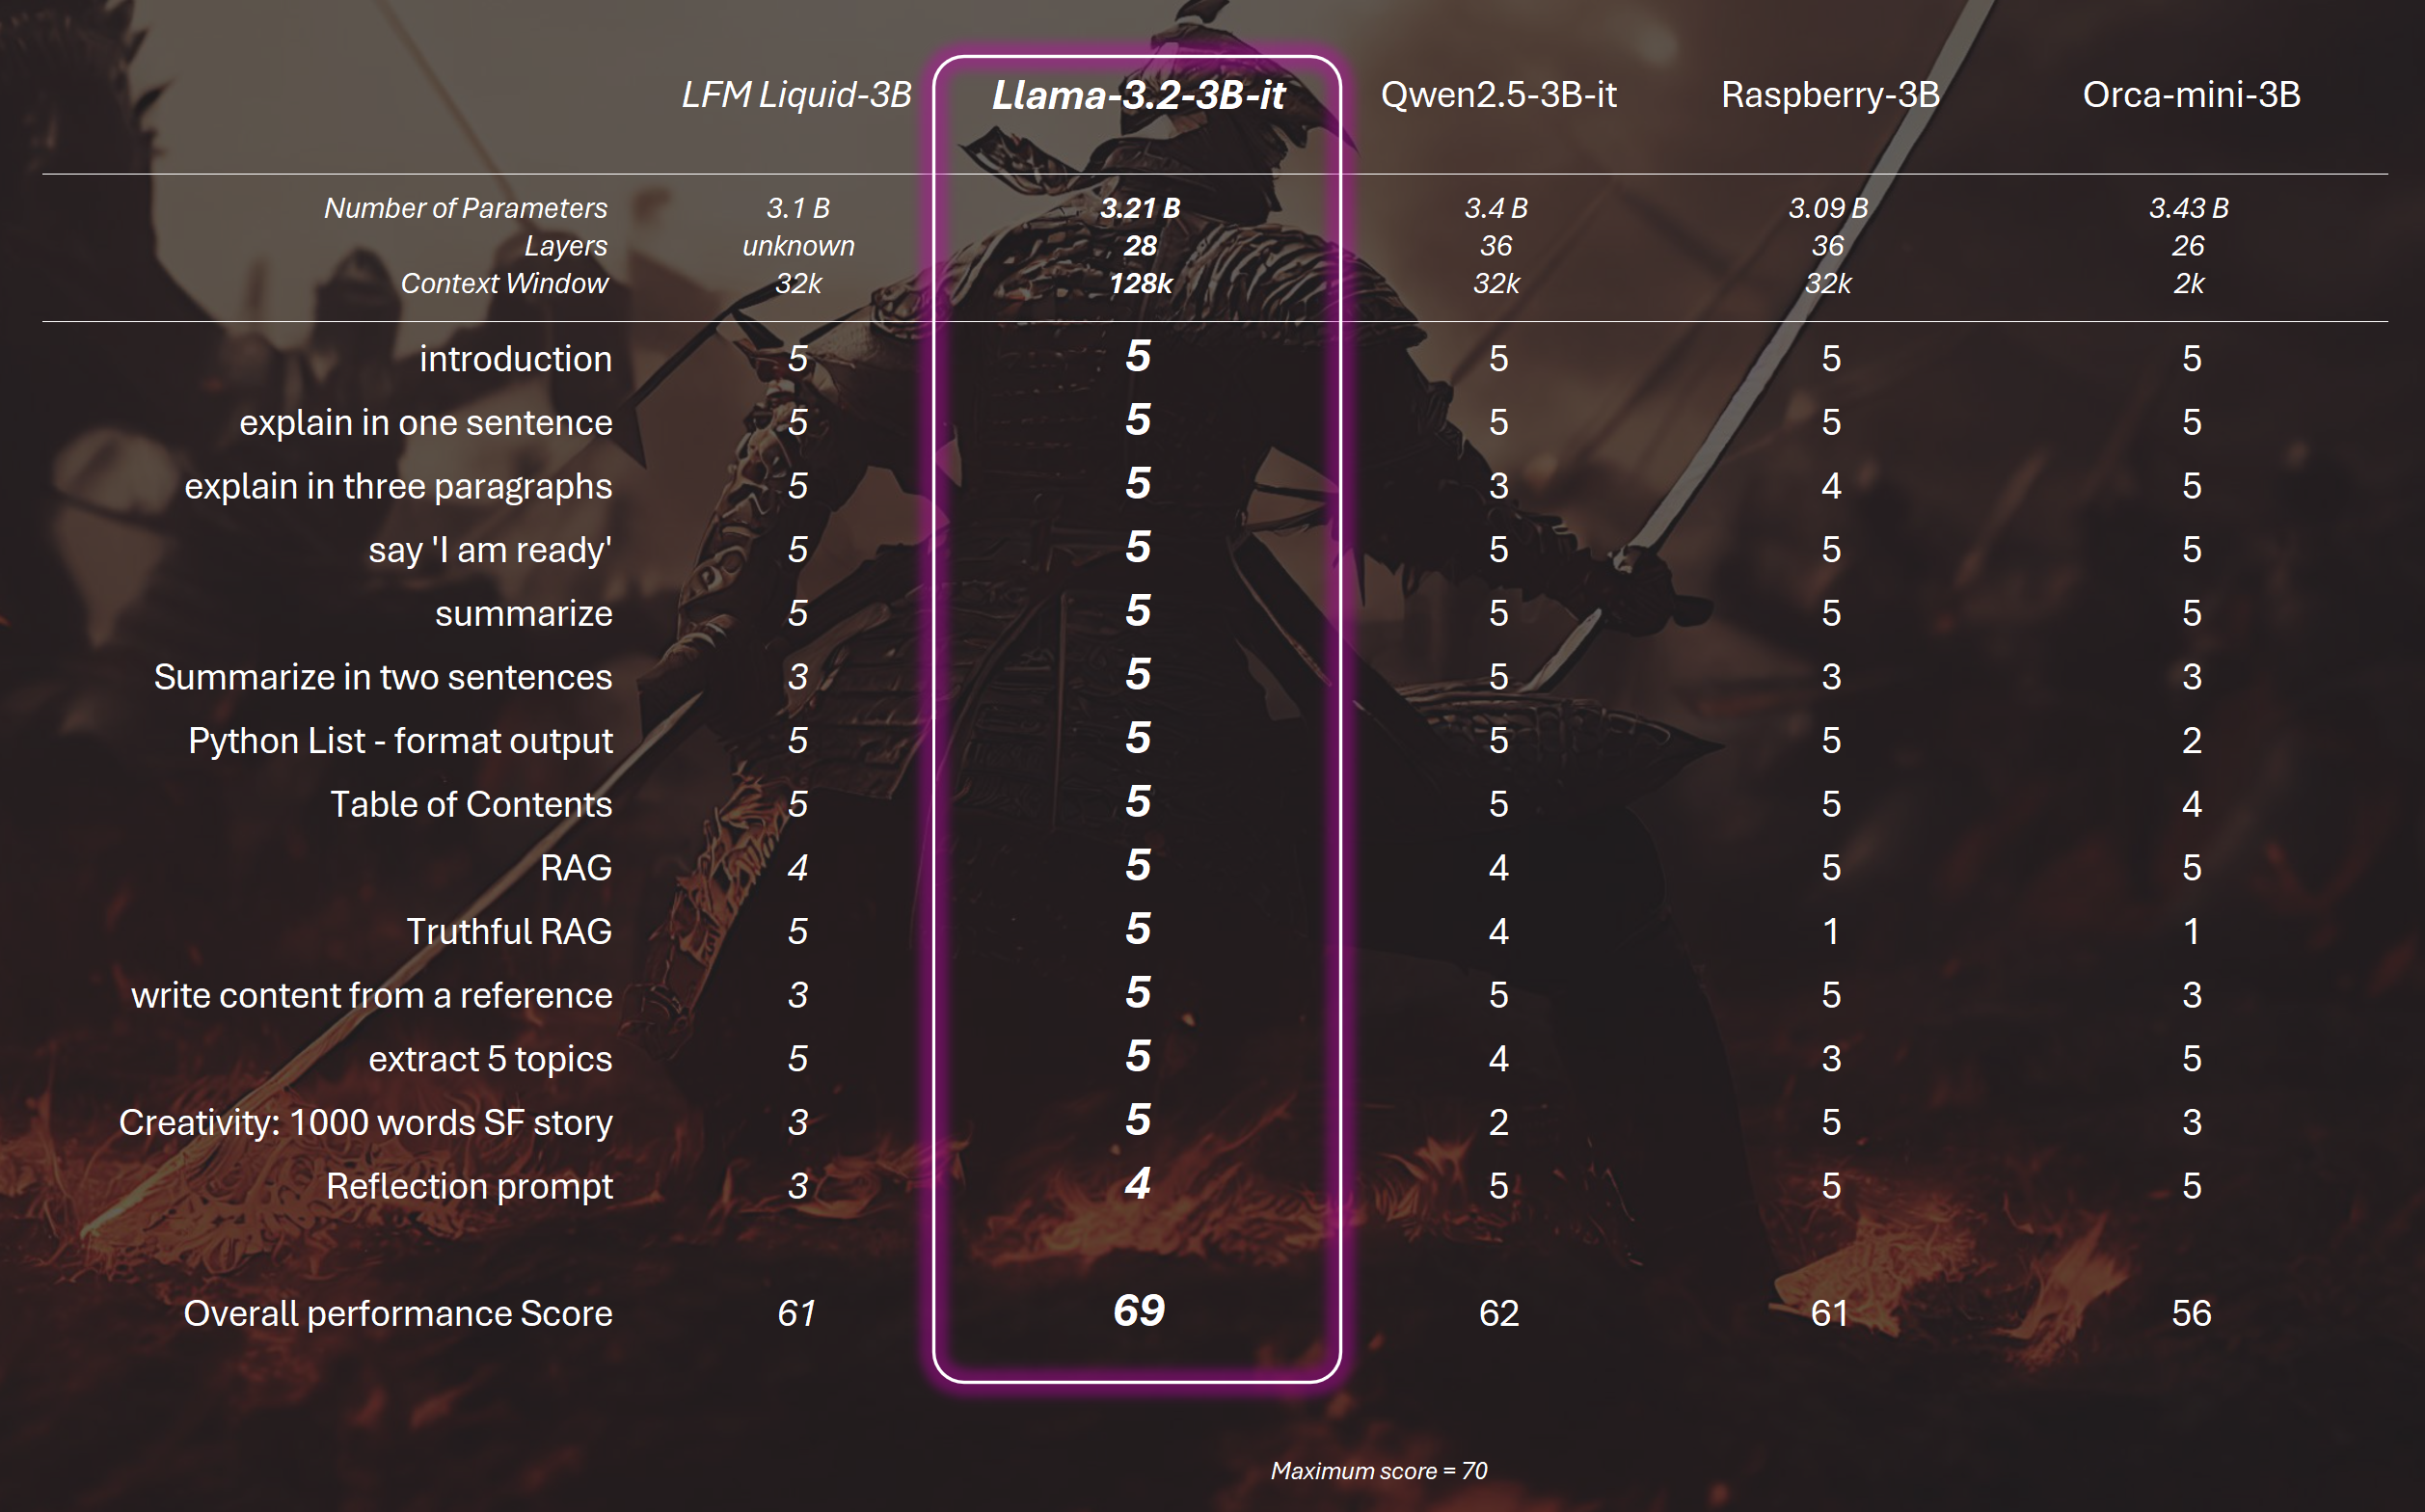 LFM Liquid-3B Llama-3.2-3B-it Qwen2.5-3B-it Raspberry-3B Orca-mini-3B
Number of Parameters 3.1 B 3.21 B 3.4 B 3.09 B 3.43 B
Layers unknown 28 36 36 26
Context Window 32k 128k 32k 32k 2k
introduction 5 5 5 5 5
explain in one sentence 5 5 5 5 5
explain in three paragraphs 5 5 3 4 5
say 'I am ready' 5 5 5 5 5
summarize 5 5 5 5 5
Summarize in two sentences 3 5 5 3 3
Python List - format output 5 5 5 5 2
Table of Contents 5 5 5 5 4
RAG 4 5 4 5 5
Truthful RAG 5 5 4 1 1
write content from a reference 3 5 5 5 3
extract 5 topics 5 5 4 3 5
Creativity: 1000 words SF story 3 5 2 5 3
Reflection prompt 3 4 5 5 5
Overall performance Score 61 69 62 61 56
Maximum score = 70